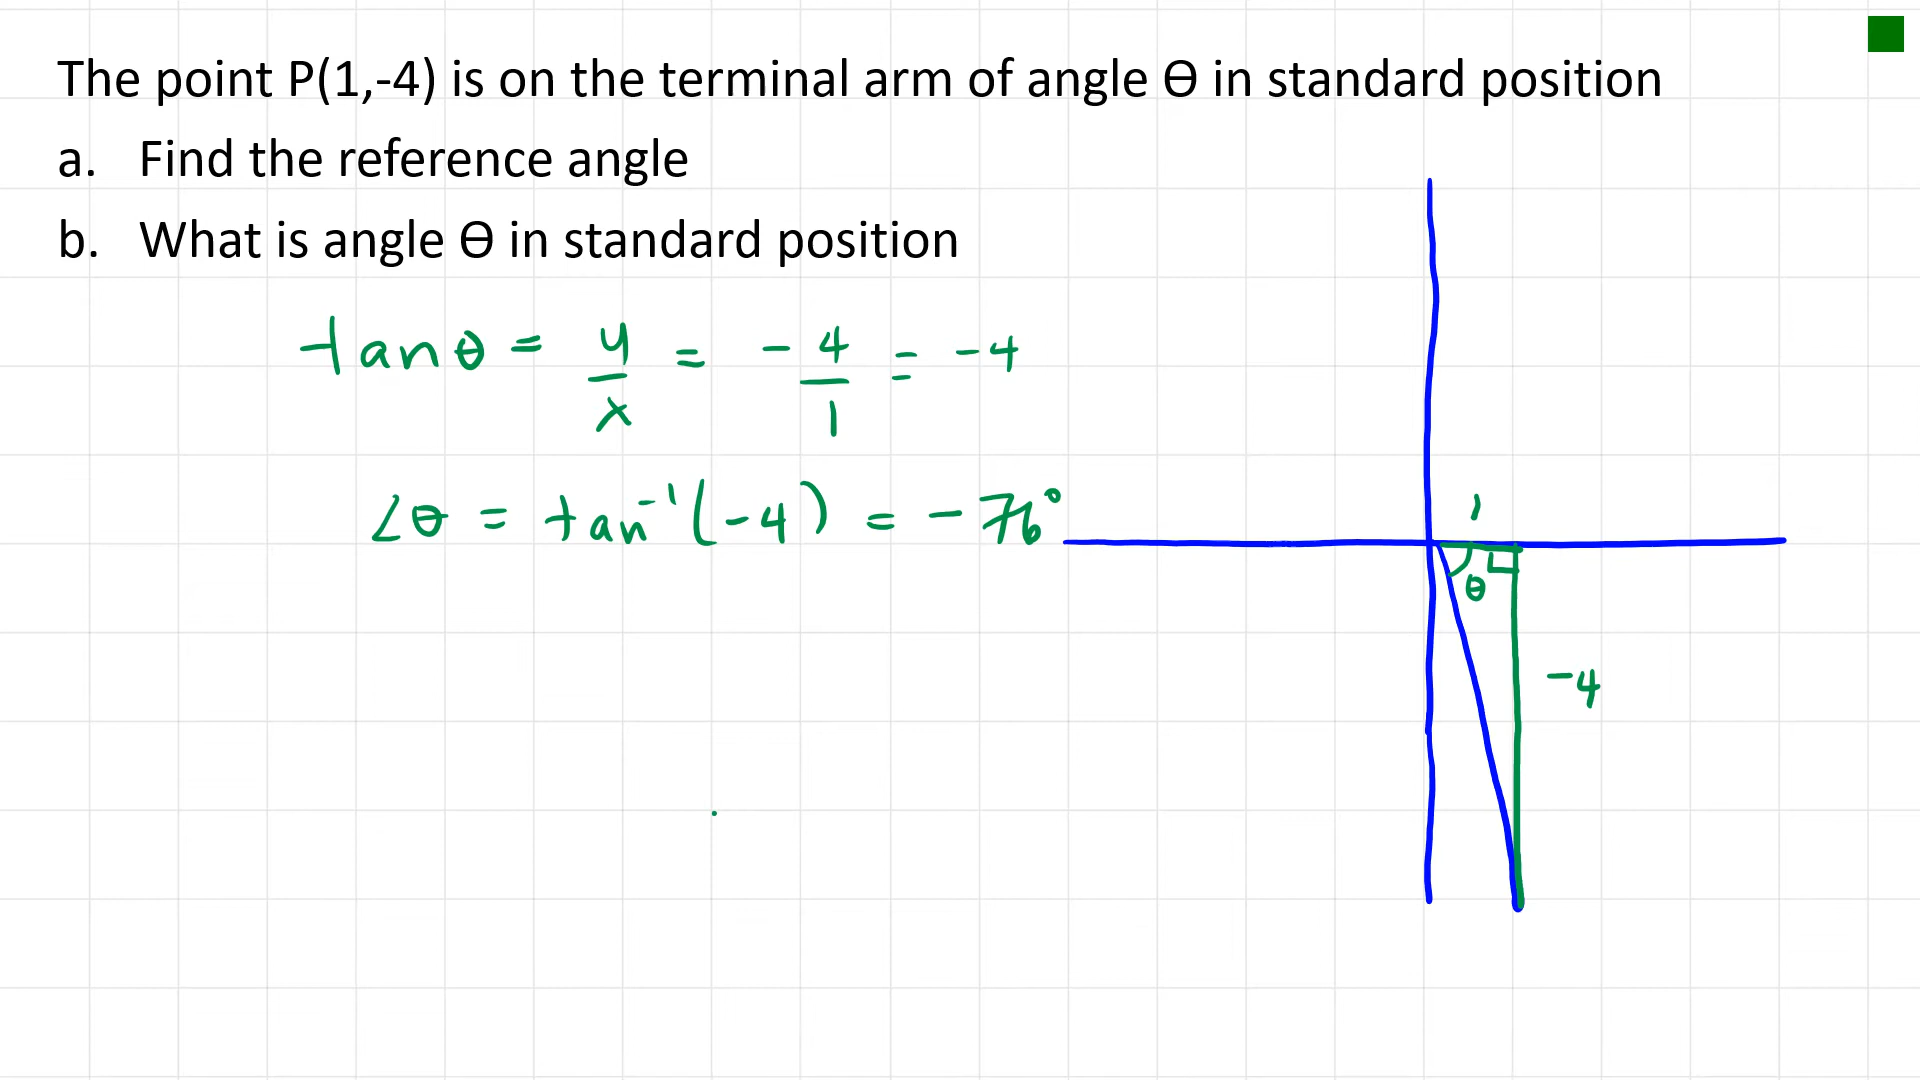 The point P(1,-4) is on the terminal arm of angle ϴ in standard position
a. Find the reference angle
b. What is angle ϴ in standard position
tanθ = y/x = -4/1 = -4
∠θ = tan⁻¹(-4) = -76°
1
θ
-4